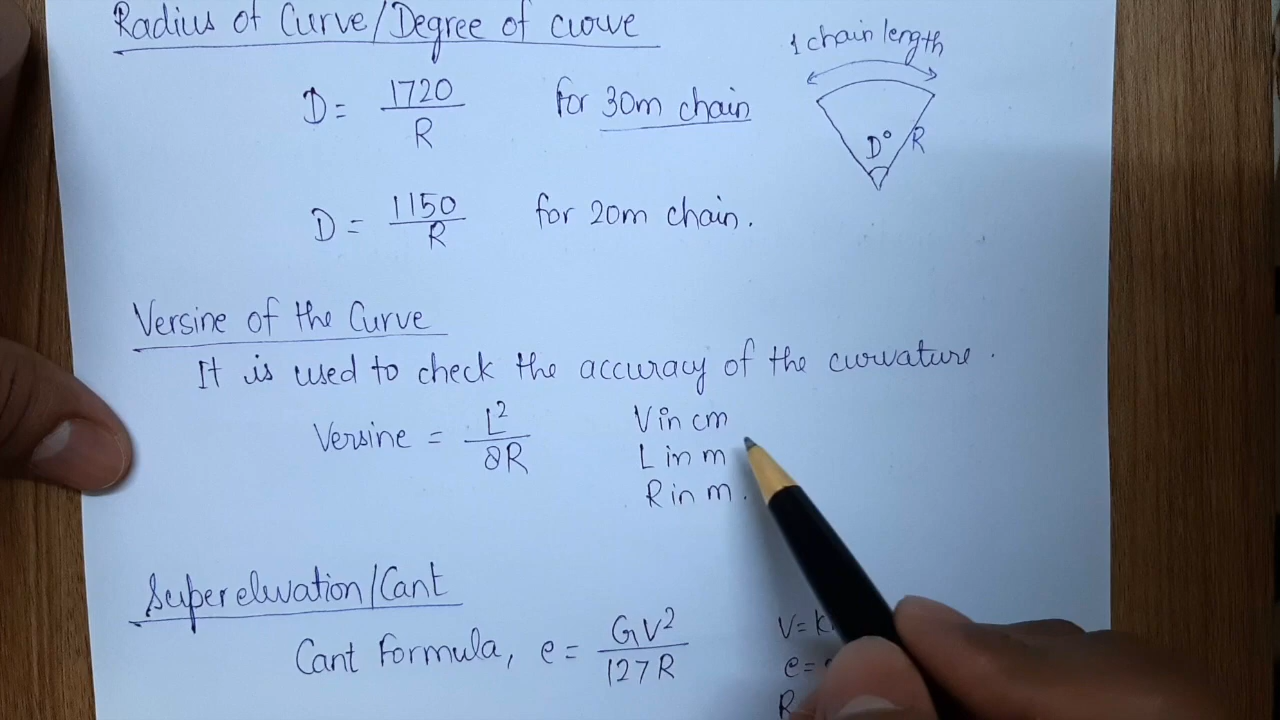 Radius of Curve/Degree of curve
1 chain length
D = 1720/R for 30m chain
D° R
D = 1150/R for 20m chain.
Versine of the Curve
It is used to check the accuracy of the curvature.
Versine = L²/8R
V in cm
L in m
R in m.
Superelevation/Cant
Cant Formula, e = GV²/127R
V=
e=
R